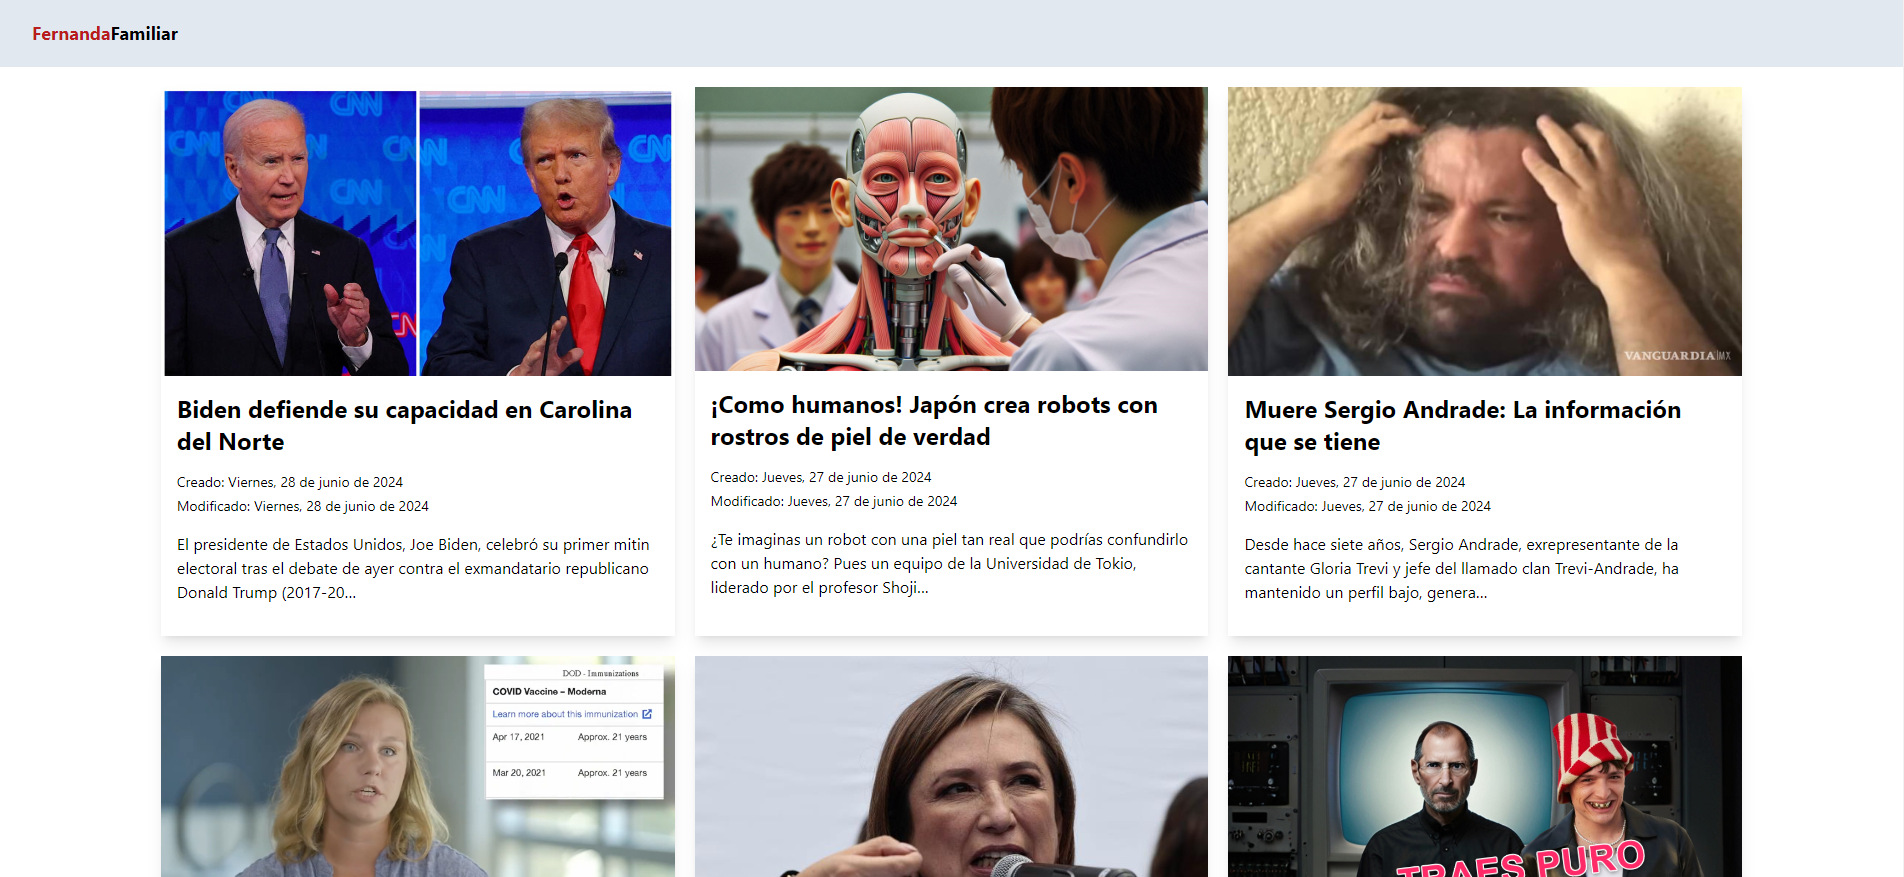 FernandaFamiliar
CNN
CNN
CNN
CNN
CNN
CNN
VANGUARDIA|MX
Biden defiende su capacidad en Carolina
del Norte
Creado: Viernes, 28 de junio de 2024
Modificado: Viernes, 28 de junio de 2024
El presidente de Estados Unidos, Joe Biden, celebró su primer mitin
electoral tras el debate de ayer contra el exmandatario republicano
Donald Trump (2017-20...
¡Como humanos! Japón crea robots con
rostros de piel de verdad
Creado: Jueves, 27 de junio de 2024
Modificado: Jueves, 27 de junio de 2024
¿Te imaginas un robot con una piel tan real que podrías confundirlo
con un humano? Pues un equipo de la Universidad de Tokio,
liderado por el profesor Shoji...
Muere Sergio Andrade: La información
que se tiene
Creado: Jueves, 27 de junio de 2024
Modificado: Jueves, 27 de junio de 2024
Desde hace siete años, Sergio Andrade, exrepresentante de la
cantante Gloria Trevi y jefe del llamado clan Trevi-Andrade, ha
mantenido un perfil bajo, genera...
DOD - Immunizations
COVID Vaccine – Moderna
Learn more about this immunization
Apr 17, 2021 Approx. 21 years
Mar 20, 2021 Approx. 21 years
TRAES PURO